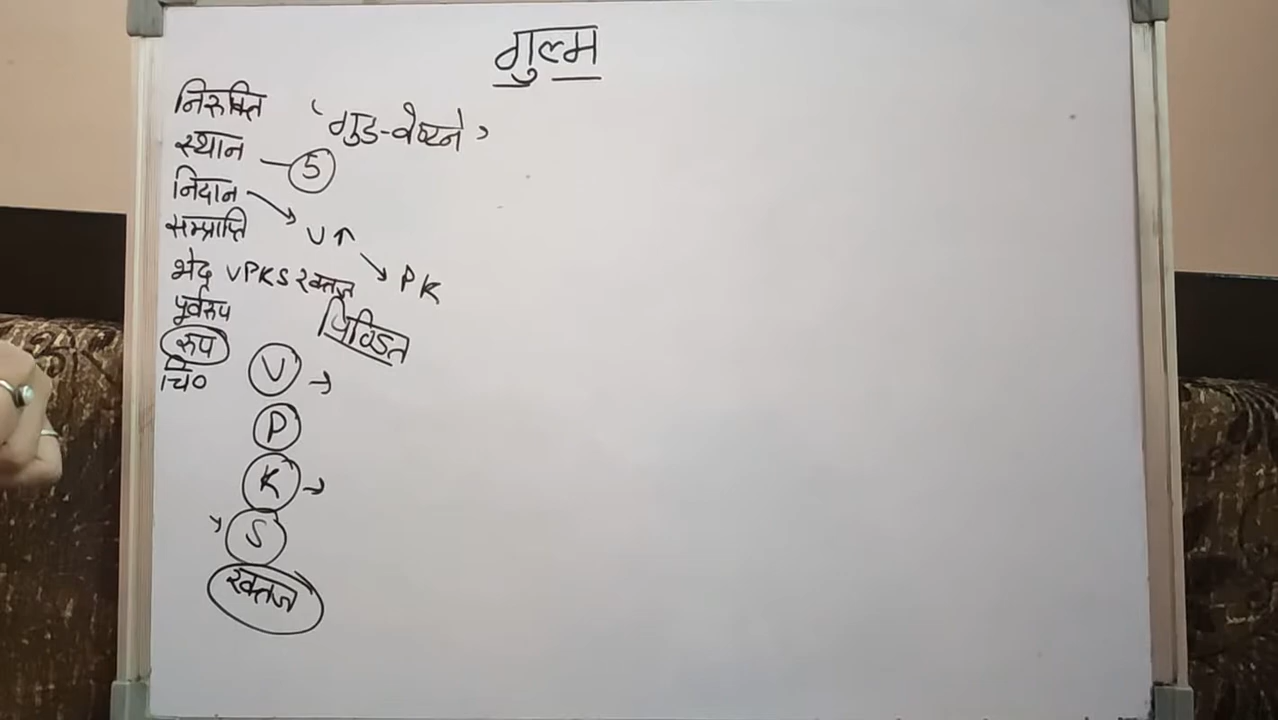 गुल्म
निरुक्ति 'गुड-वेष्टने'
स्थान — 5
निदान → V↑ → PK
सम्प्राप्ति
भेद VPKS रक्तज
पूर्वरुप
रुप पिण्डित
चि०
V →
P
K →
→ S
रक्तज